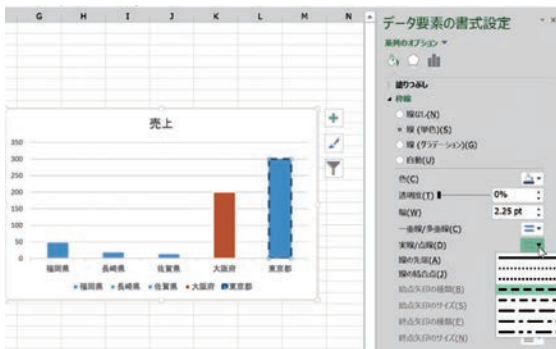 G H I J K L M N
データ要素の書式設定
系列のオプション
塗りつぶし
枠線
線なし(N)
線 (単色)(S)
線 (グラデーション)(G)
自動(U)
色(C)
透明度(T) 0%
幅(W) 2.25 pt
一重線/多重線(C)
実線/点線(D)
線の先端(A)
線の結合点(J)
始点矢印の種類(B)
始点矢印のサイズ(S)
終点矢印の種類(E)
終点矢印のサイズ(N)
売上
350
300
250
200
150
100
50
0
福岡県 長崎県 佐賀県 大阪府 東京都
福岡県 長崎県 佐賀県 大阪府 東京都